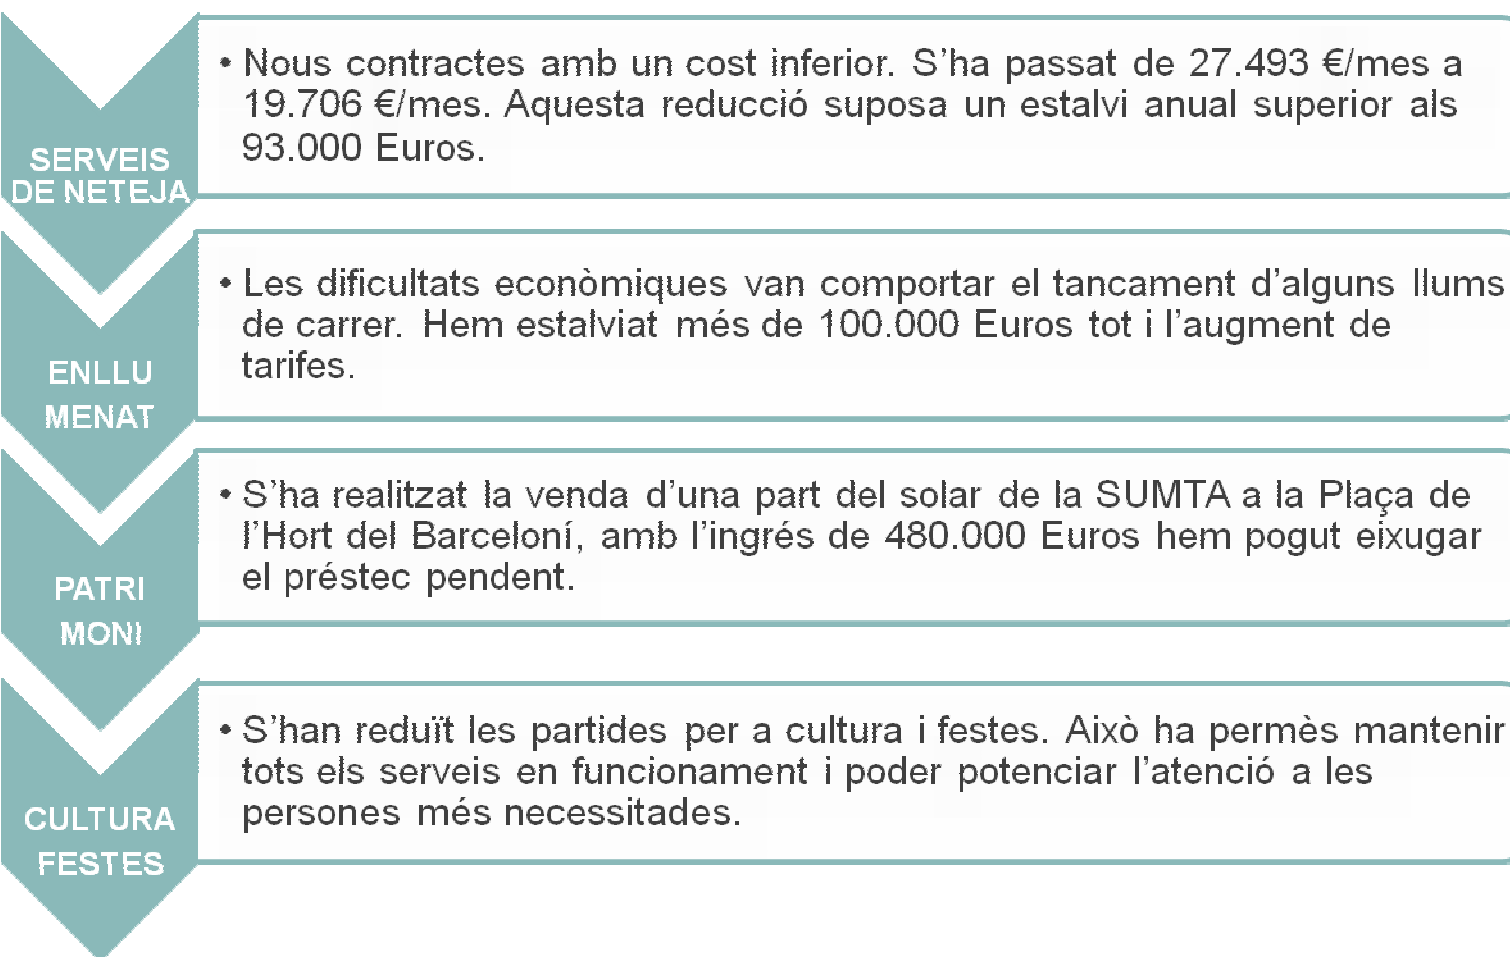 SERVEIS
DE NETEJA
• Nous contractes amb un cost inferior. S’ha passat de 27.493 €/mes a
19.706 €/mes. Aquesta reducció suposa un estalvi anual superior als
93.000 Euros.
ENLLU
MENAT
• Les dificultats econòmiques van comportar el tancament d’alguns llums
de carrer. Hem estalviat més de 100.000 Euros tot i l’augment de
tarifes.
PATRI
MONI
• S’ha realitzat la venda d’una part del solar de la SUMTA a la Plaça de
l’Hort del Barceloní, amb l’ingrés de 480.000 Euros hem pogut eixugar
el préstec pendent.
CULTURA
FESTES
• S’han reduït les partides per a cultura i festes. Això ha permès mantenir
tots els serveis en funcionament i poder potenciar l’atenció a les
persones més necessitades.